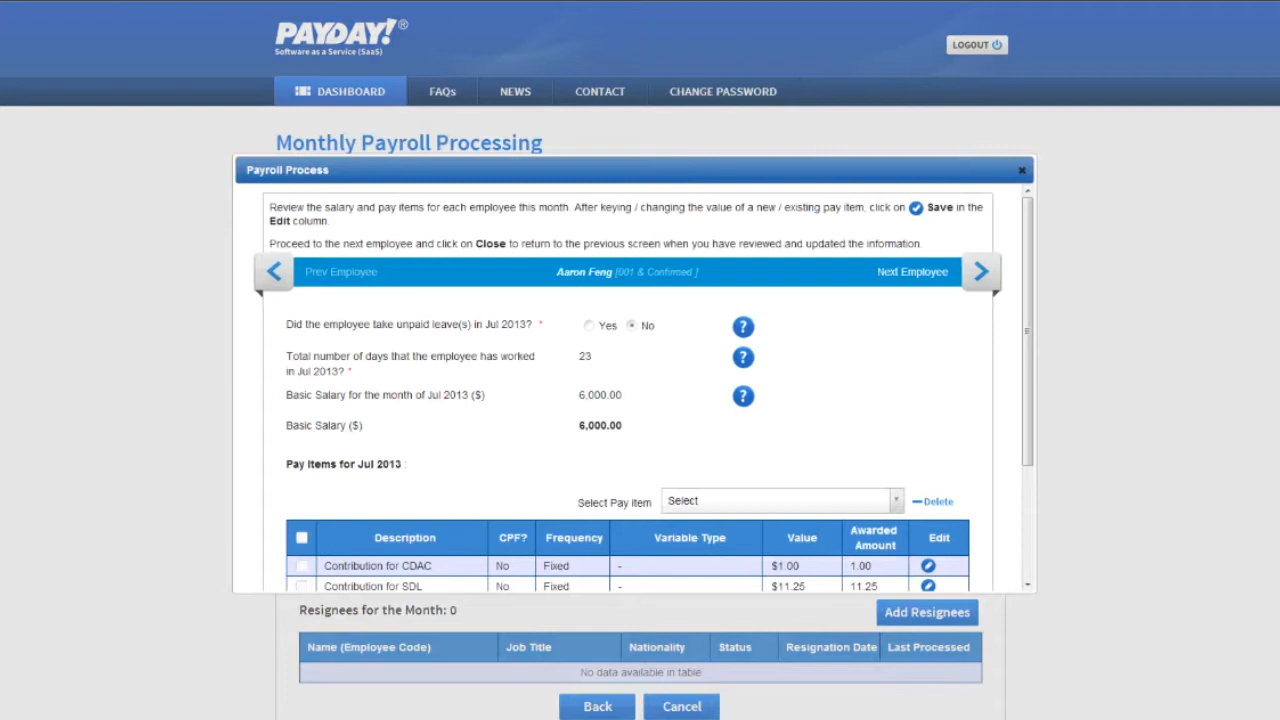 PAYDAY!®
Software as a Service (SaaS)
LOGOUT
DASHBOARD FAQs NEWS CONTACT CHANGE PASSWORD
Monthly Payroll Processing
Payroll Process
Review the salary and pay items for each employee this month. After keying / changing the value of a new / existing pay item, click on Save in the
Edit column.
Proceed to the next employee and click on Close to return to the previous screen when you have reviewed and updated the information.
Prev Employee Aaron Feng [001 & Confirmed ] Next Employee
Did the employee take unpaid leave(s) in Jul 2013? * Yes No ?
Total number of days that the employee has worked 23 ?
in Jul 2013? *
Basic Salary for the month of Jul 2013 ($) 6,000.00 ?
Basic Salary ($) 6,000.00
Pay Items for Jul 2013 :
Select Pay item Select Delete
Description CPF? Frequency Variable Type Value Awarded Amount Edit
Contribution for CDAC No Fixed - $1.00 1.00
Contribution for SDL No Fixed - $11.25 11.25
Resignees for the Month: 0 Add Resignees
Name (Employee Code) Job Title Nationality Status Resignation Date Last Processed
No data available in table
Back Cancel